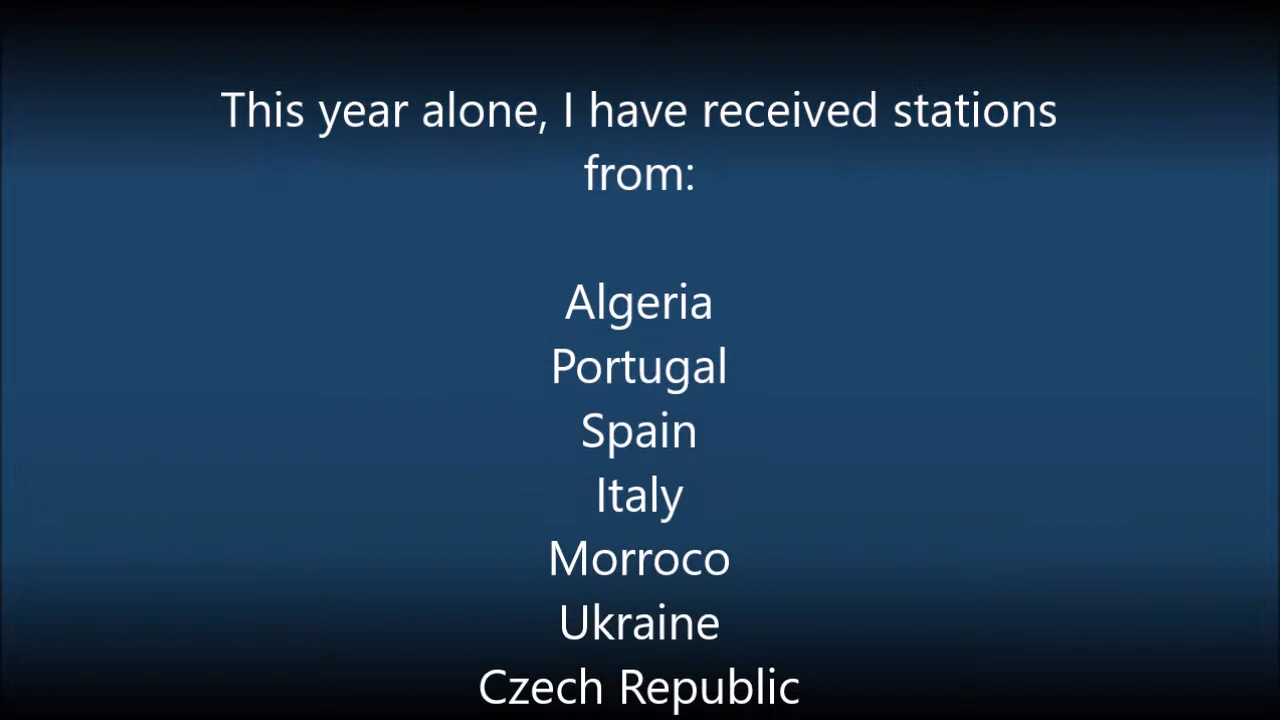 This year alone, I have received stations
from:
Algeria
Portugal
Spain
Italy
Morroco
Ukraine
Czech Republic